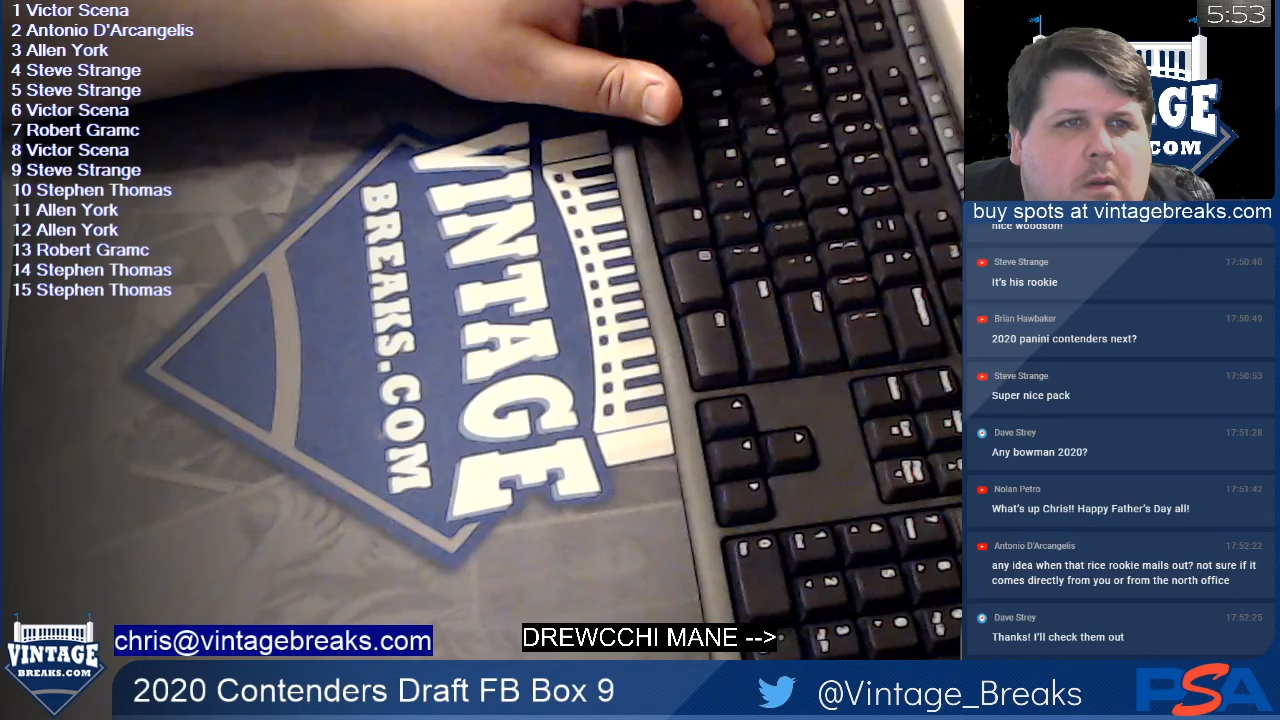 1 Victor Scena
2 Antonio D'Arcangelis
3 Allen York
4 Steve Strange
5 Steve Strange
6 Victor Scena
7 Robert Gramc
8 Victor Scena
9 Steve Strange
10 Stephen Thomas
11 Allen York
12 Allen York
13 Robert Gramc
14 Stephen Thomas
15 Stephen Thomas
VINTAGE
BREAKS.COM
5:53
AGE
COM
buy spots at vintagebreaks.com
nice woodson!
Steve Strange 17:50:40
It's his rookie
Brian Hawbaker 17:50:49
2020 panini contenders next?
Steve Strange 17:50:53
Super nice pack
Dave Strey 17:51:28
Any bowman 2020?
Nolan Petro 17:51:42
What's up Chris!! Happy Father's Day all!
Antonio D'Arcangelis 17:52:22
any idea when that rice rookie mails out? not sure if it
comes directly from you or from the north office
Dave Strey 17:52:25
Thanks! I'll check them out
VINTAGE
BREAKS.COM
chris@vintagebreaks.com
DREWCCHI MANE -->
2020 Contenders Draft FB Box 9
@Vintage_Breaks
PSA